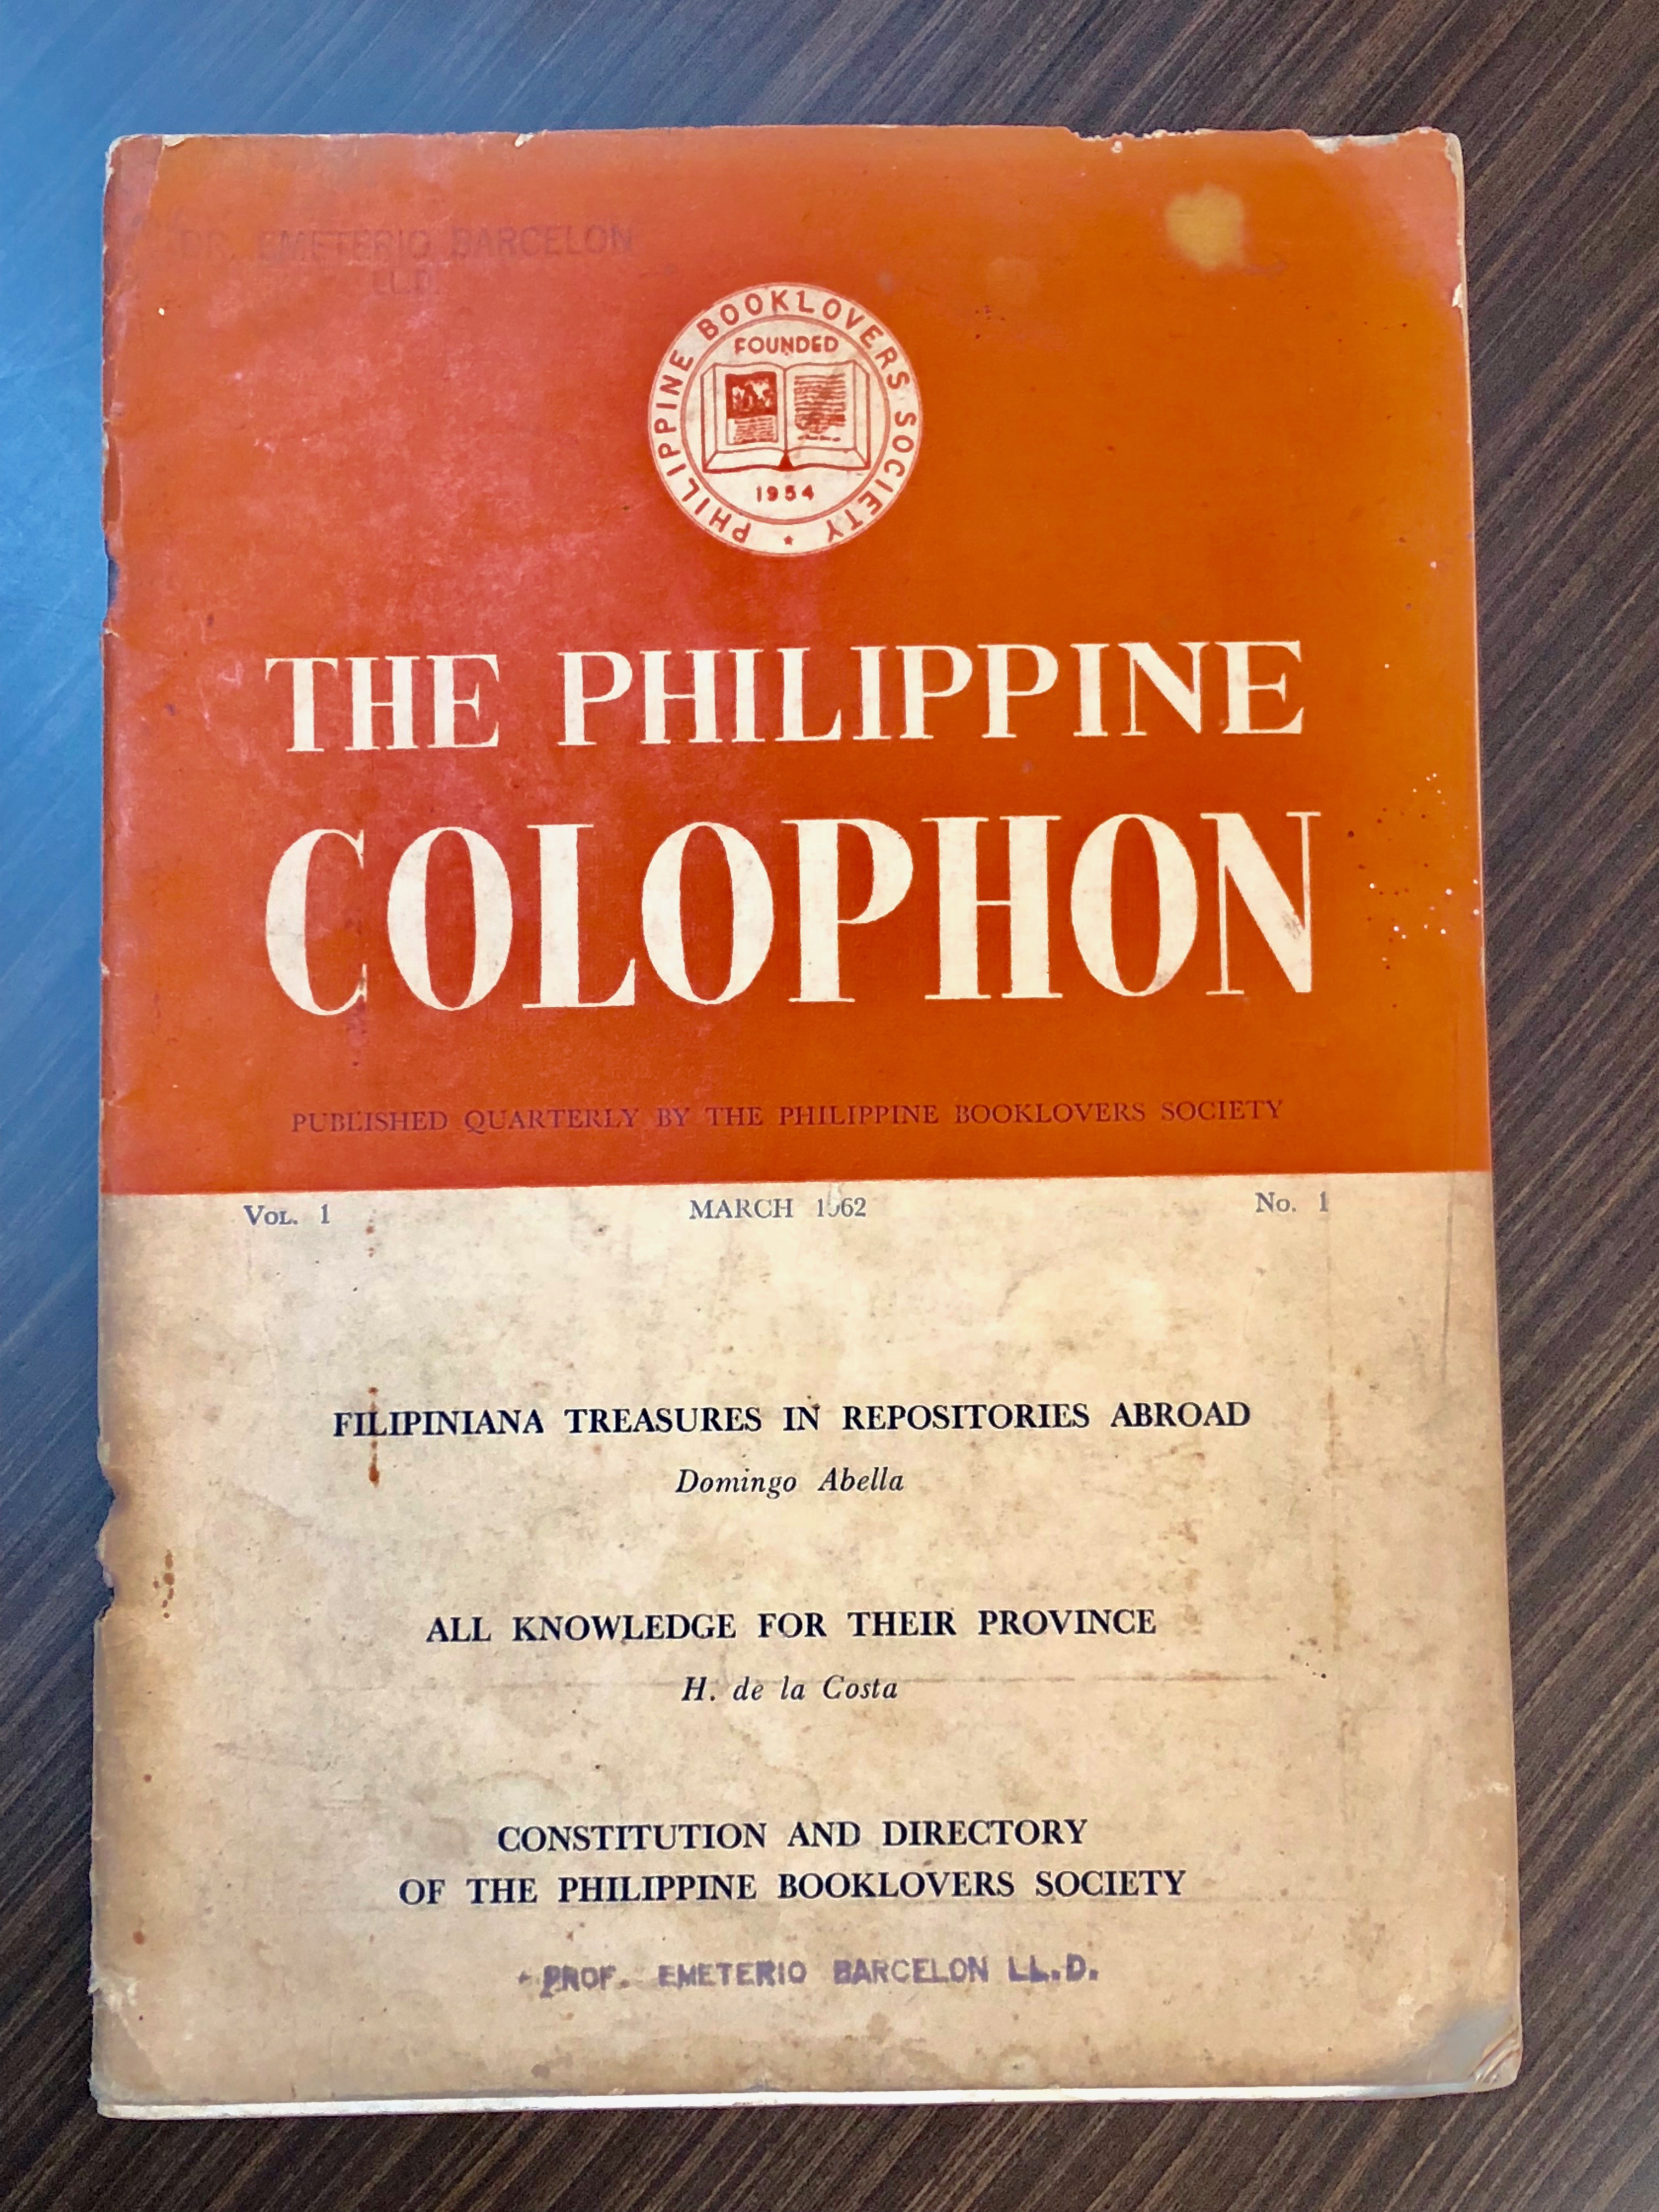 DR. EMETERIO BARCELON
LL.D.
PHILIPPINE BOOKLOVERS SOCIETY
FOUNDED
1954
THE PHILIPPINE
COLOPHON
PUBLISHED QUARTERLY BY THE PHILIPPINE BOOKLOVERS SOCIETY
VOL. 1 MARCH 1962 No. 1
FILIPINIANA TREASURES IN REPOSITORIES ABROAD
Domingo Abella
ALL KNOWLEDGE FOR THEIR PROVINCE
H. de la Costa
CONSTITUTION AND DIRECTORY
OF THE PHILIPPINE BOOKLOVERS SOCIETY
PROF. EMETERIO BARCELON LL.D.